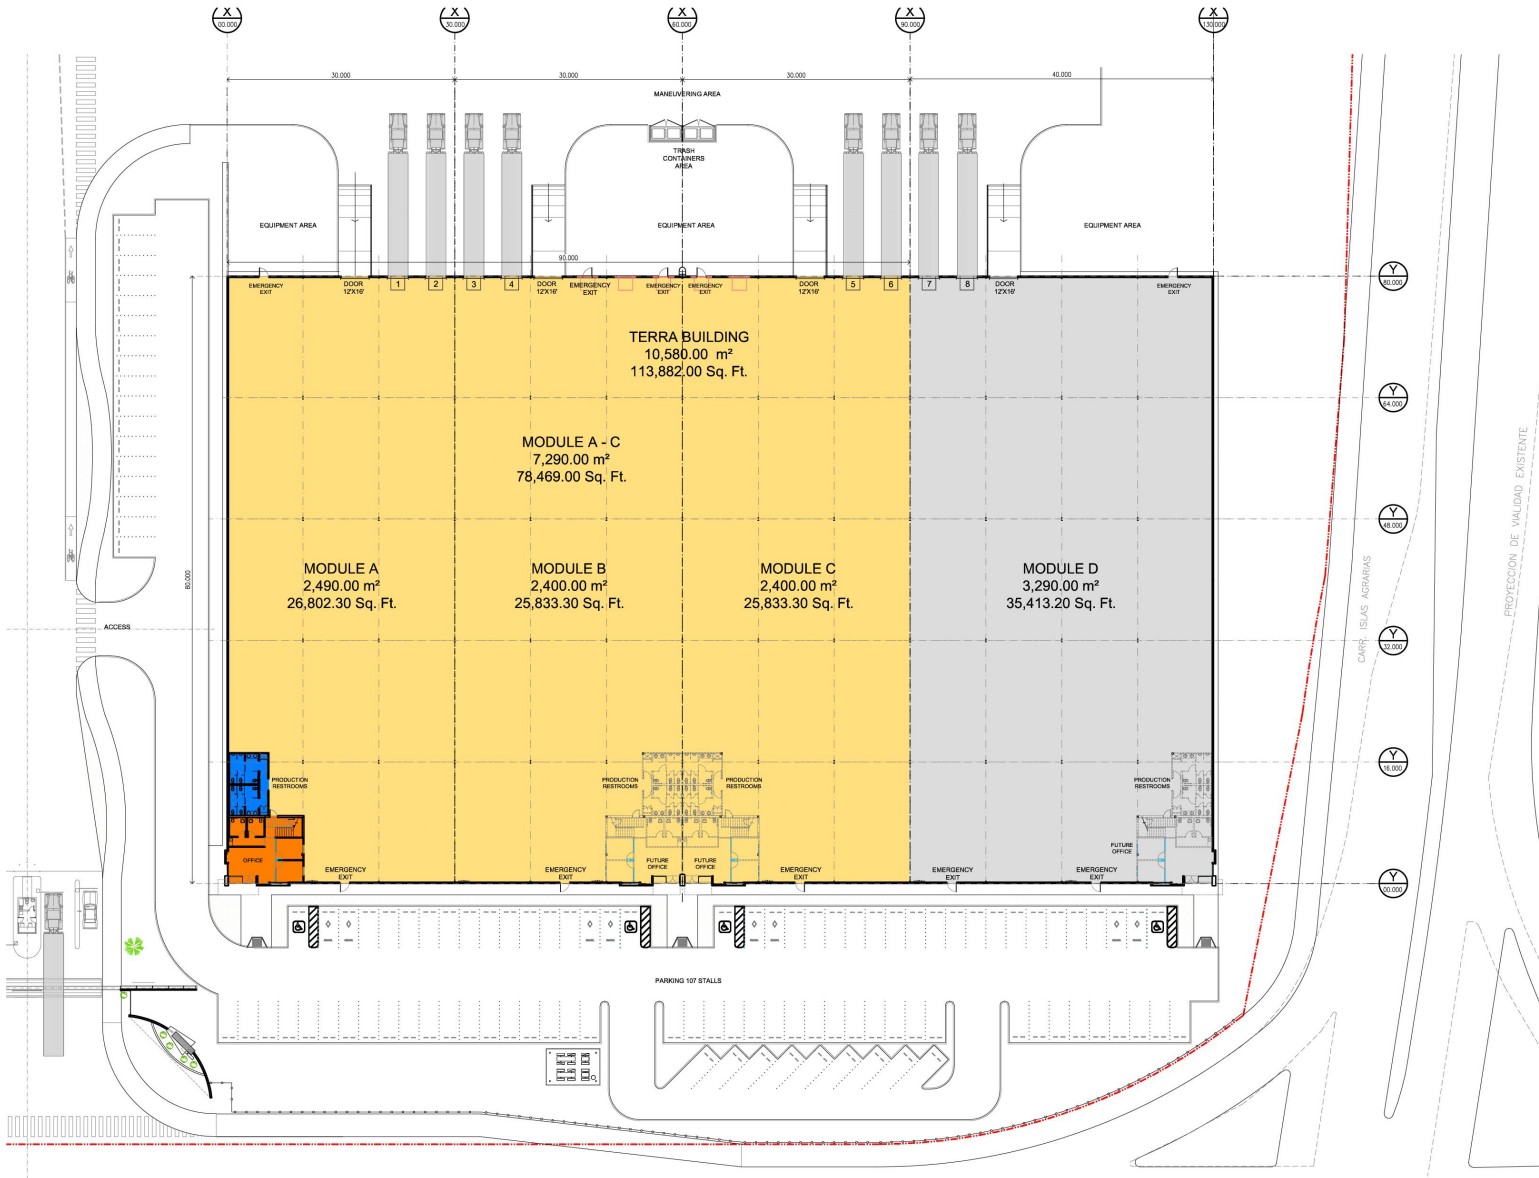 X
00.000
X
30.000
X
60.000
X
90.000
X
130.000
30.000
30.000
30.000
40.000
MANEUVERING AREA
TRASH
CONTAINERS
AREA
EQUIPMENT AREA
EQUIPMENT AREA
EQUIPMENT AREA
90.000
EMERGENCY
EXIT
DOOR
12'X16'
1
2
3
4
DOOR
12'X16'
EMERGENCY
EXIT
EMERGENCY
EXIT
EMERGENCY
EXIT
DOOR
12'X16'
5
6
7
8
DOOR
12'X16'
EMERGENCY
EXIT
Y
80.000
TERRA BUILDING
10,580.00 m²
113,882.00 Sq. Ft.
Y
64.000
MODULE A - C
7,290.00 m²
78,469.00 Sq. Ft.
Y
48.000
PROYECCION DE VIALIDAD EXISTENTE
CARR. ISLAS AGRARIAS
80.000
MODULE A
2,490.00 m²
26,802.30 Sq. Ft.
MODULE B
2,400.00 m²
25,833.30 Sq. Ft.
MODULE C
2,400.00 m²
25,833.30 Sq. Ft.
MODULE D
3,290.00 m²
35,413.20 Sq. Ft.
ACCESS
Y
32.000
Y
16.000
PRODUCTION
RESTROOMS
PRODUCTION
RESTROOMS
PRODUCTION
RESTROOMS
PRODUCTION
RESTROOMS
OFFICE
FUTURE
OFFICE
FUTURE
OFFICE
FUTURE
OFFICE
EMERGENCY
EXIT
EMERGENCY
EXIT
EMERGENCY
EXIT
EMERGENCY
EXIT
EMERGENCY
EXIT
Y
00.000
PARKING 107 STALLS